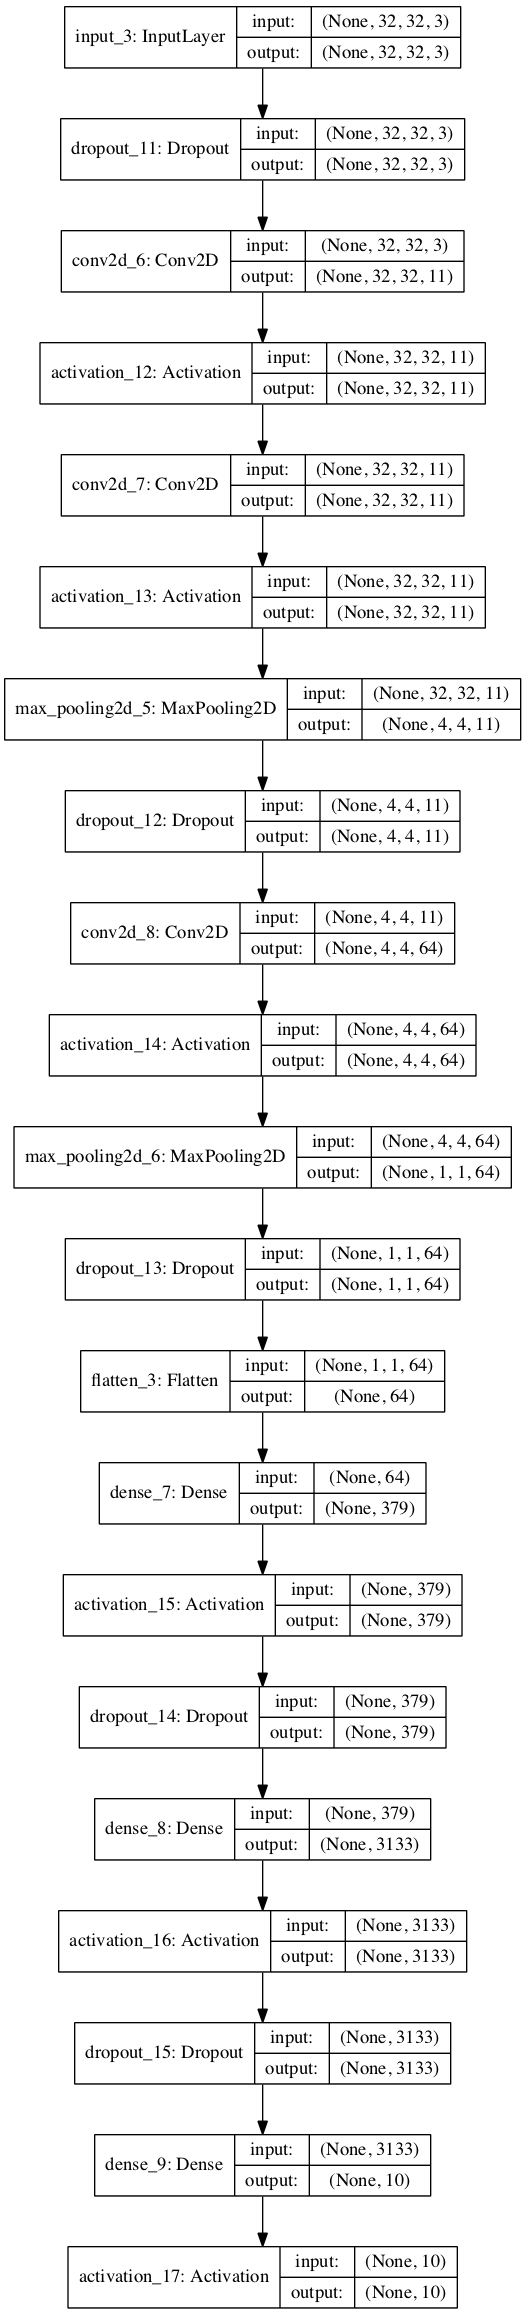 input_3: InputLayer
input: (None, 32, 32, 3)
output: (None, 32, 32, 3)
dropout_11: Dropout
input: (None, 32, 32, 3)
output: (None, 32, 32, 3)
conv2d_6: Conv2D
input: (None, 32, 32, 3)
output: (None, 32, 32, 11)
activation_12: Activation
input: (None, 32, 32, 11)
output: (None, 32, 32, 11)
conv2d_7: Conv2D
input: (None, 32, 32, 11)
output: (None, 32, 32, 11)
activation_13: Activation
input: (None, 32, 32, 11)
output: (None, 32, 32, 11)
max_pooling2d_5: MaxPooling2D
input: (None, 32, 32, 11)
output: (None, 4, 4, 11)
dropout_12: Dropout
input: (None, 4, 4, 11)
output: (None, 4, 4, 11)
conv2d_8: Conv2D
input: (None, 4, 4, 11)
output: (None, 4, 4, 64)
activation_14: Activation
input: (None, 4, 4, 64)
output: (None, 4, 4, 64)
max_pooling2d_6: MaxPooling2D
input: (None, 4, 4, 64)
output: (None, 1, 1, 64)
dropout_13: Dropout
input: (None, 1, 1, 64)
output: (None, 1, 1, 64)
flatten_3: Flatten
input: (None, 1, 1, 64)
output: (None, 64)
dense_7: Dense
input: (None, 64)
output: (None, 379)
activation_15: Activation
input: (None, 379)
output: (None, 379)
dropout_14: Dropout
input: (None, 379)
output: (None, 379)
dense_8: Dense
input: (None, 379)
output: (None, 3133)
activation_16: Activation
input: (None, 3133)
output: (None, 3133)
dropout_15: Dropout
input: (None, 3133)
output: (None, 3133)
dense_9: Dense
input: (None, 3133)
output: (None, 10)
activation_17: Activation
input: (None, 10)
output: (None, 10)